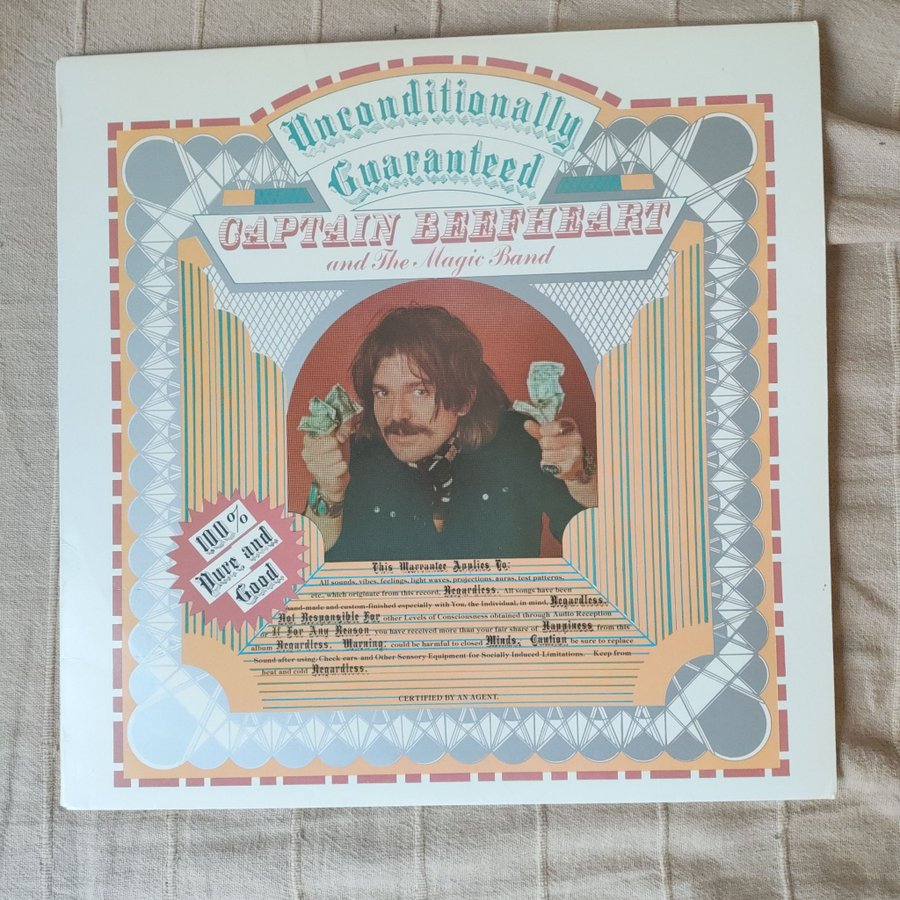 Unconditionally
Guaranteed
CAPTAIN BEEFHEART
and The Magic Band
100%
Pure and
Good
This Warrantee Applies To:
All sounds, vibes, feelings, light waves, projections, auras, test patterns,
etc., which originate from this record, Regardless. All songs have been
hand-made and custom-finished especially with You, the Individual, in mind, Regardless.
Not Responsible For other Levels of Consciousness obtained through Audio Reception
or If For Any Reason you have received more than your fair share of Happiness from this
album Regardless. Warning, could be harmful to closed Minds. Caution be sure to replace
Sound after using. Check ears and Other Sensory Equipment for Socially Induced Limitations. Keep from
heat and cold Regardless.
CERTIFIED BY AN AGENT.